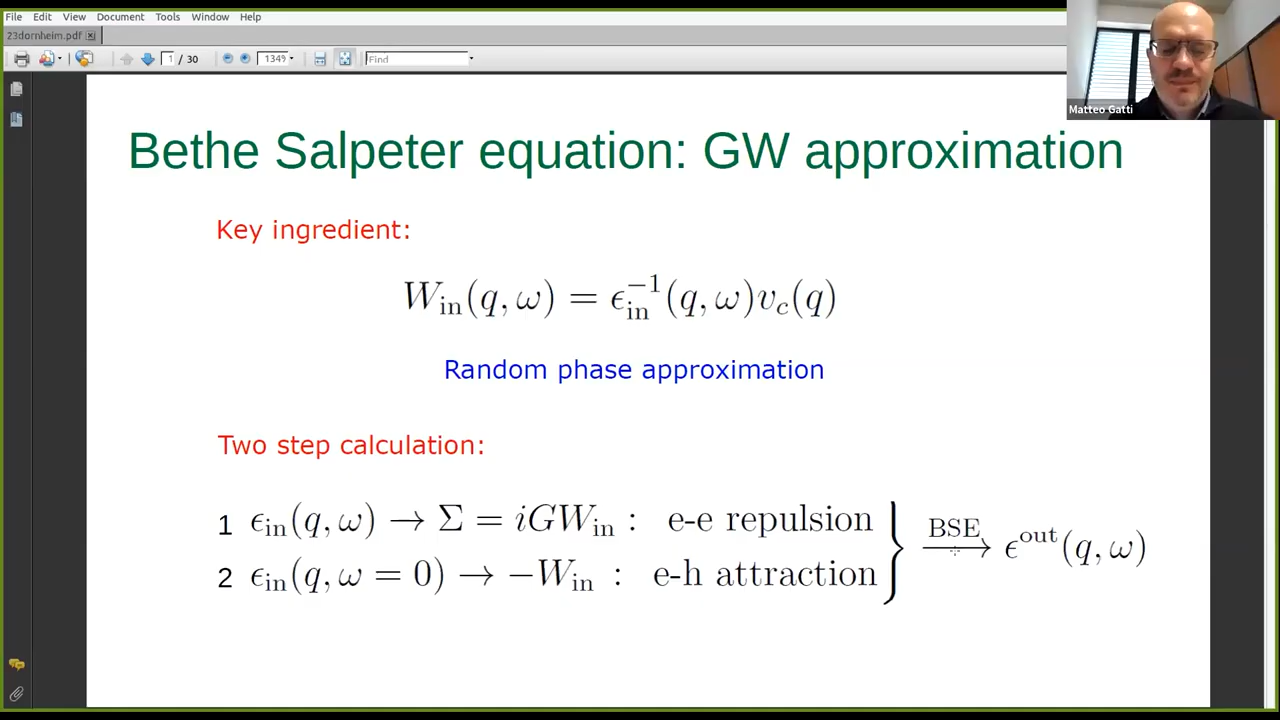 File Edit View Document Tools Window Help
23dornheim.pdf
1 / 30 134% Find
Matteo Gatti
Bethe Salpeter equation: GW approximation
Key ingredient:
W_in(q, ω) = ϵ_in^{-1}(q, ω)v_c(q)
Random phase approximation
Two step calculation:
1 ϵ_in(q, ω) → Σ = iGW_in : e-e repulsion
2 ϵ_in(q, ω = 0) → −W_in : e-h attraction
BSE → ϵ^out(q, ω)